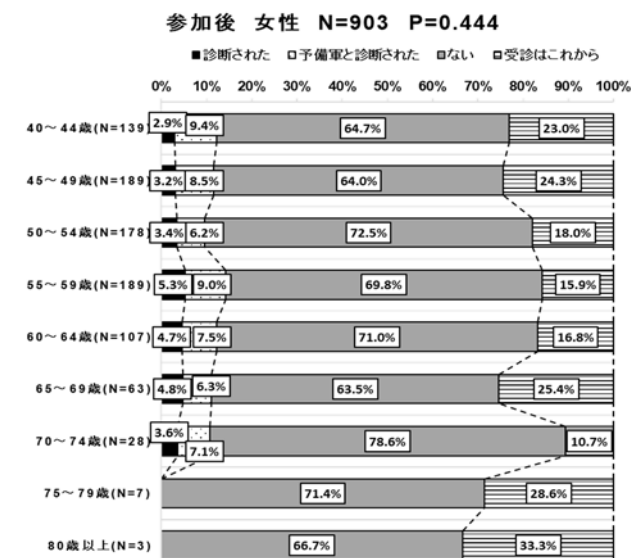 参加後 女性 N=903 P=0.444
■診断された □予備軍と診断された ■ない 目受診はこれから
0% 10% 20% 30% 40% 50% 60% 70% 80% 90% 100%
40～44歳(N=139) 2.9% 9.4% 64.7% 23.0%
45～49歳(N=189) 3.2% 8.5% 64.0% 24.3%
50～54歳(N=178) 3.4% 6.2% 72.5% 18.0%
55～59歳(N=189) 5.3% 9.0% 69.8% 15.9%
60～64歳(N=107) 4.7% 7.5% 71.0% 16.8%
65～69歳(N=63) 4.8% 6.3% 63.5% 25.4%
70～74歳(N=28) 3.6% 7.1% 78.6% 10.7%
75～79歳(N=7) 71.4% 28.6%
80歳以上(N=3) 66.7% 33.3%